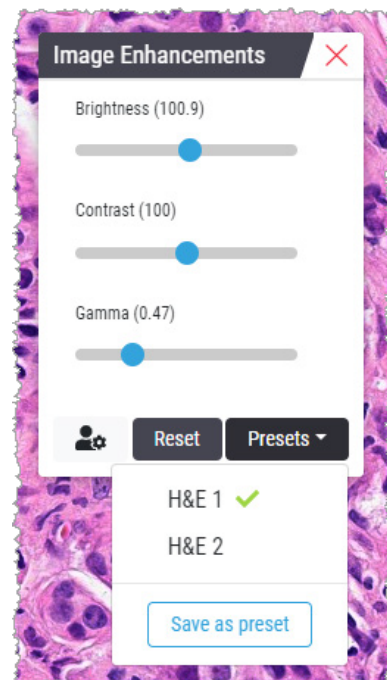 Image Enhancements
Brightness (100.9)
Contrast (100)
Gamma (0.47)
Reset Presets
H&E 1
H&E 2
Save as preset